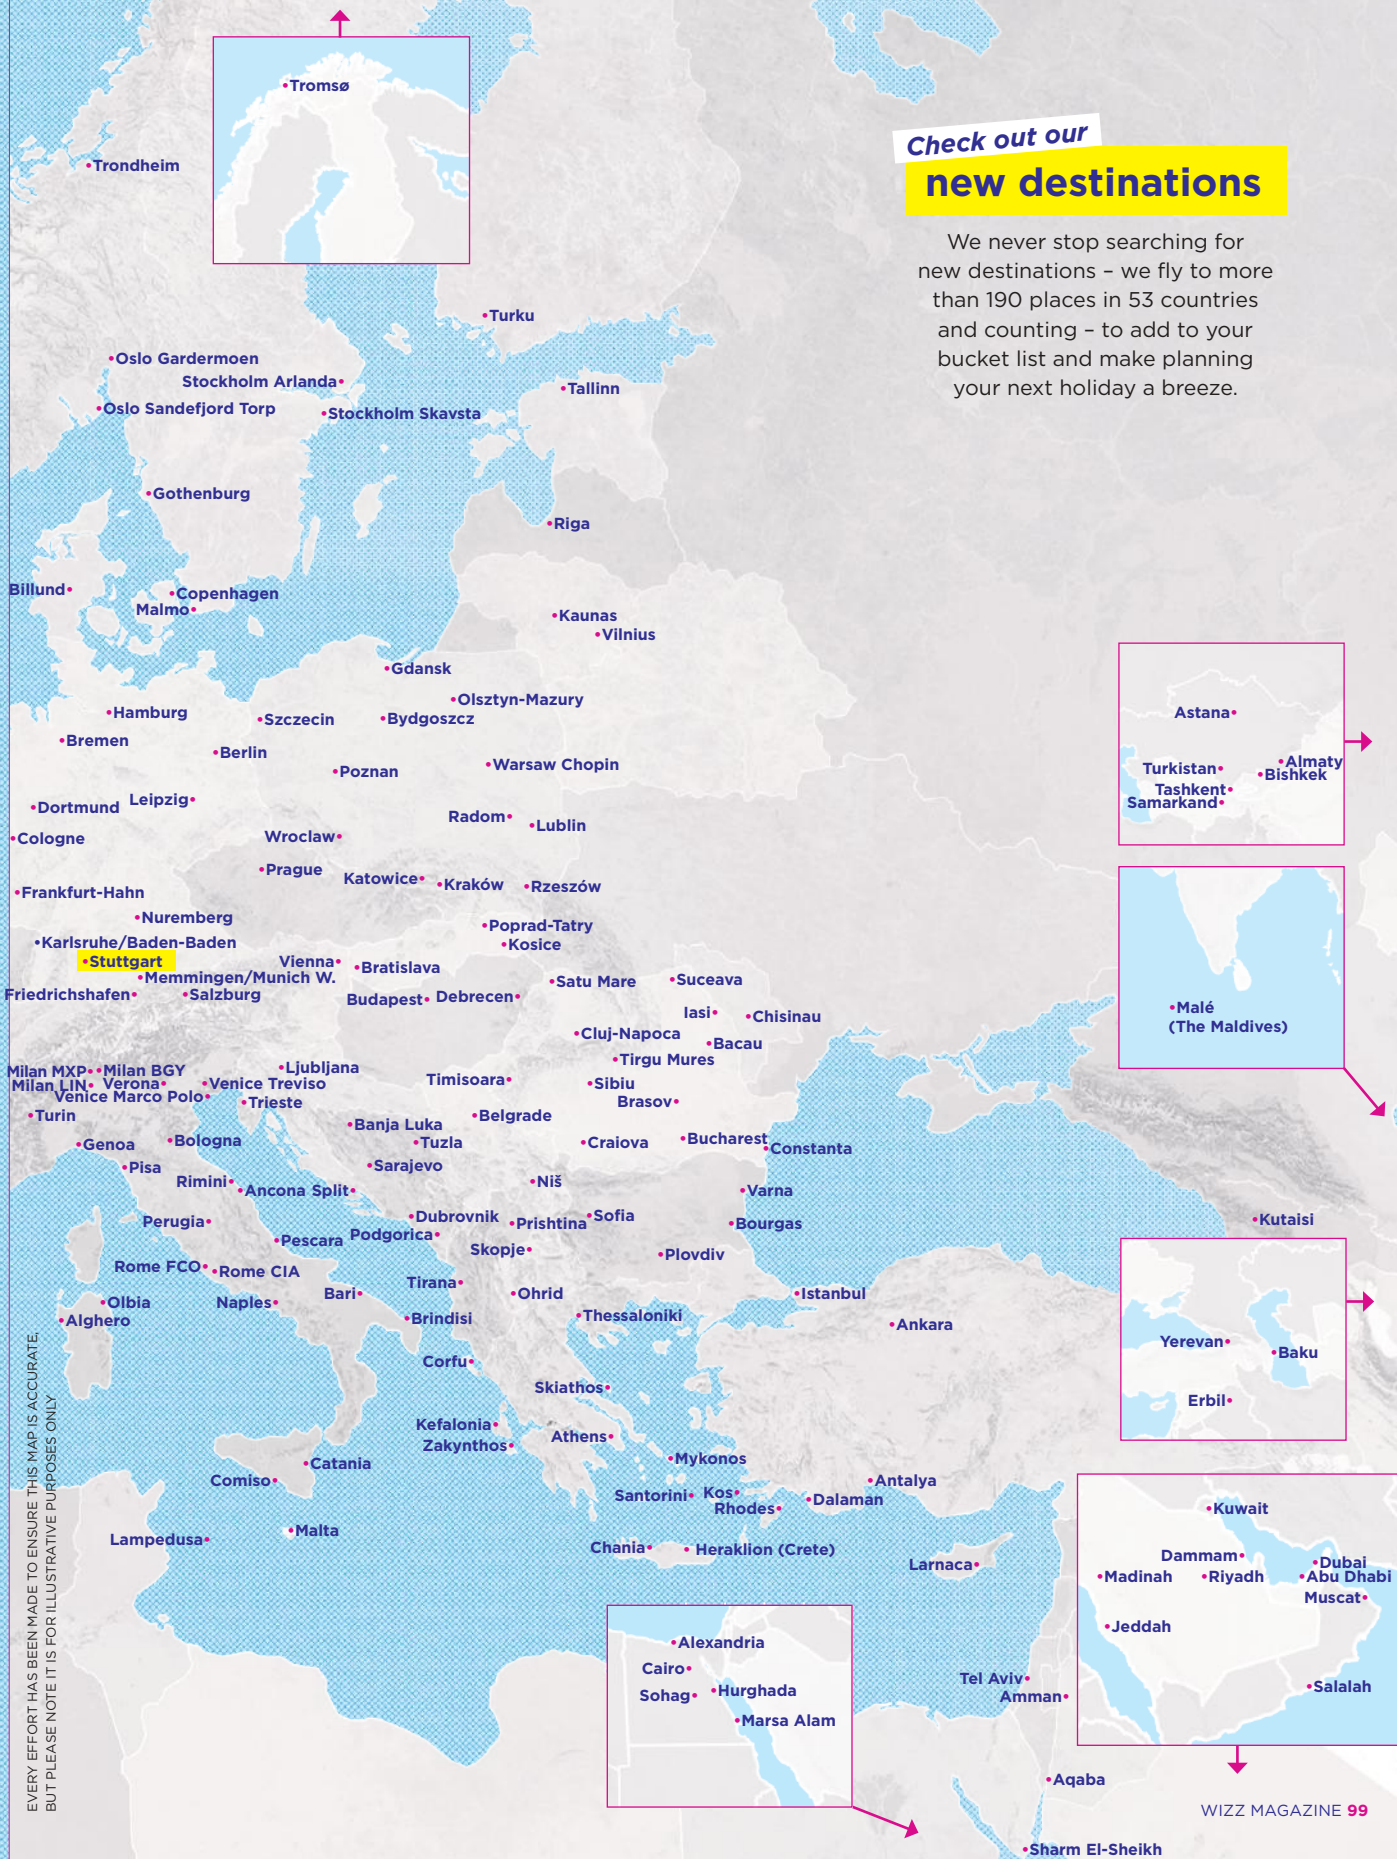 Tromsø
Trondheim
Check out our
new destinations
We never stop searching for
new destinations – we fly to more
than 190 places in 53 countries
and counting – to add to your
bucket list and make planning
your next holiday a breeze.
Turku
Oslo Gardermoen
Stockholm Arlanda
Tallinn
Oslo Sandefjord Torp
Stockholm Skavsta
Gothenburg
Riga
Billund
Copenhagen
Malmo
Kaunas
Vilnius
Gdansk
Olsztyn-Mazury
Hamburg
Szczecin
Bydgoszcz
Bremen
Berlin
Poznan
Warsaw Chopin
Dortmund
Leipzig
Radom
Lublin
Cologne
Wroclaw
Prague
Katowice
Kraków
Rzeszów
Frankfurt-Hahn
Nuremberg
Poprad-Tatry
Karlsruhe/Baden-Baden
Kosice
Stuttgart
Vienna
Bratislava
Memmingen/Munich W.
Satu Mare
Suceava
Friedrichshafen
Salzburg
Budapest
Debrecen
Iasi
Chisinau
Cluj-Napoca
Bacau
Tirgu Mures
Milan MXP
Milan BGY
Ljubljana
Milan LIN
Verona
Venice Treviso
Timisoara
Sibiu
Venice Marco Polo
Trieste
Brasov
Turin
Banja Luka
Belgrade
Genoa
Bologna
Tuzla
Craiova
Bucharest
Constanta
Pisa
Sarajevo
Rimini
Ancona
Split
Niš
Varna
Perugia
Dubrovnik
Prishtina
Sofia
Bourgas
Pescara
Podgorica
Skopje
Plovdiv
Kutaisi
Rome FCO
Rome CIA
Tirana
Olbia
Naples
Bari
Ohrid
Istanbul
Alghero
Brindisi
Thessaloniki
Ankara
Corfu
Skiathos
Kefalonia
Zakynthos
Athens
Mykonos
Catania
Comiso
Santorini
Kos
Rhodes
Dalaman
Antalya
Malta
Lampedusa
Chania
Heraklion (Crete)
Larnaca
Astana
Almaty
Turkistan
Bishkek
Tashkent
Samarkand
Malé
(The Maldives)
Yerevan
Baku
Erbil
Kuwait
Dammam
Dubai
Madinah
Riyadh
Abu Dhabi
Muscat
Jeddah
Salalah
Alexandria
Cairo
Sohag
Hurghada
Marsa Alam
Tel Aviv
Amman
Aqaba
Sharm El-Sheikh
EVERY EFFORT HAS BEEN MADE TO ENSURE THIS MAP IS ACCURATE,
BUT PLEASE NOTE IT IS FOR ILLUSTRATIVE PURPOSES ONLY
WIZZ MAGAZINE 99